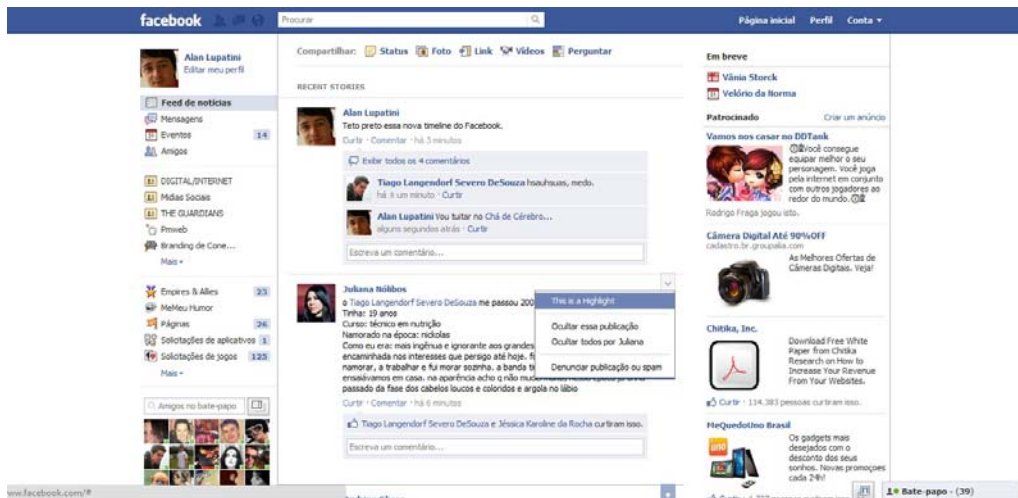 facebook
Procurar
Página inicial Perfil Conta
Alan Lupatini
Editar meu perfil
Feed de notícias
Mensagens
Eventos 14
Amigos
DIGITAL/INTERNET
Mídias Sociais
THE GUARDIANS
Pmweb
Branding de Cone...
Mais
Empires & Allies 23
MeMeu Humor
Páginas 26
Solicitações de aplicativos 1
Solicitações de jogos 125
Mais
Amigos no bate-papo
www.facebook.com/#
Compartilhar: Status Foto Link Vídeos Perguntar
RECENT STORIES
Alan Lupatini
Teto preto essa nova timeline do Facebook.
Curtir · Comentar · há 3 minutos
Exibir todos os 4 comentários
Tiago Langendorf Severo DeSouza hsauhsuas, medo.
há um minuto · Curtir
Alan Lupatini Vou tuitar no Chá de Cérebro...
alguns segundos atrás · Curtir
Escreva um comentário...
Juliana Nólibos
o Tiago Langendorf Severo DeSouza me passou 200
Tinha: 19 anos
Curso: técnico em nutrição
Namorado na época: nickolas
Como eu era: mais ingênua e ignorante aos grandes
encaminhada nos interesses que persigo até hoje.
namorar, a trabalhar e fui morar sozinha. a banda
ensaiávamos em casa. na aparência acho q não
passado da fase dos cabelos loucos e coloridos e argola no lábio
Curtir · Comentar · há 6 minutos
Tiago Langendorf Severo DeSouza e Jéssica Karoline da Rocha curtiram isso.
Escreva um comentário...
This is a Highlight
Ocultar essa publicação
Ocultar todos por Juliana
Denunciar publicação ou spam
Em breve
Vânia Storck
Velório da Norma
Patrocinado Criar um anúncio
Vamos nos casar no DDTank
Você consegue
equipar melhor o seu
personagem. Você joga
pela internet em conjunto
com outros jogadores ao
redor do mundo.
Rodrigo Fraga jogou isto.
Câmera Digital Até 90%OFF
cadastro.br.groupalia.com
As Melhores Ofertas de
Câmeras Digitais. Veja!
Chitika, Inc.
Download Free White
Paper from Chitika
Research on How to
Increase Your Revenue
From Your Websites.
Curtir · 114.383 pessoas curtiram isso.
MeQuedoUno Brasil
uno
Os gadgets mais
desejados com o
desconto dos seus
sonhos. Novas promoçoes
cada 24h!
Bate-papo - (39)